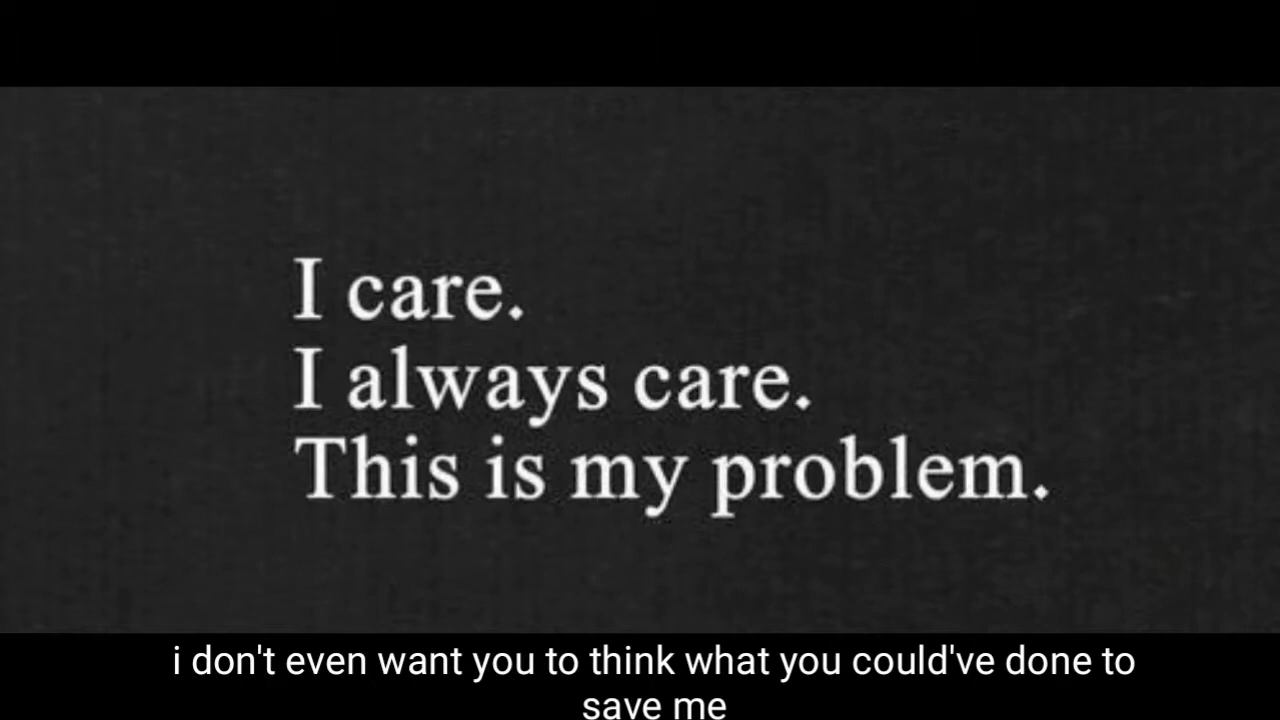 I care.
I always care.
This is my problem.
i don't even want you to think what you could've done to
save me